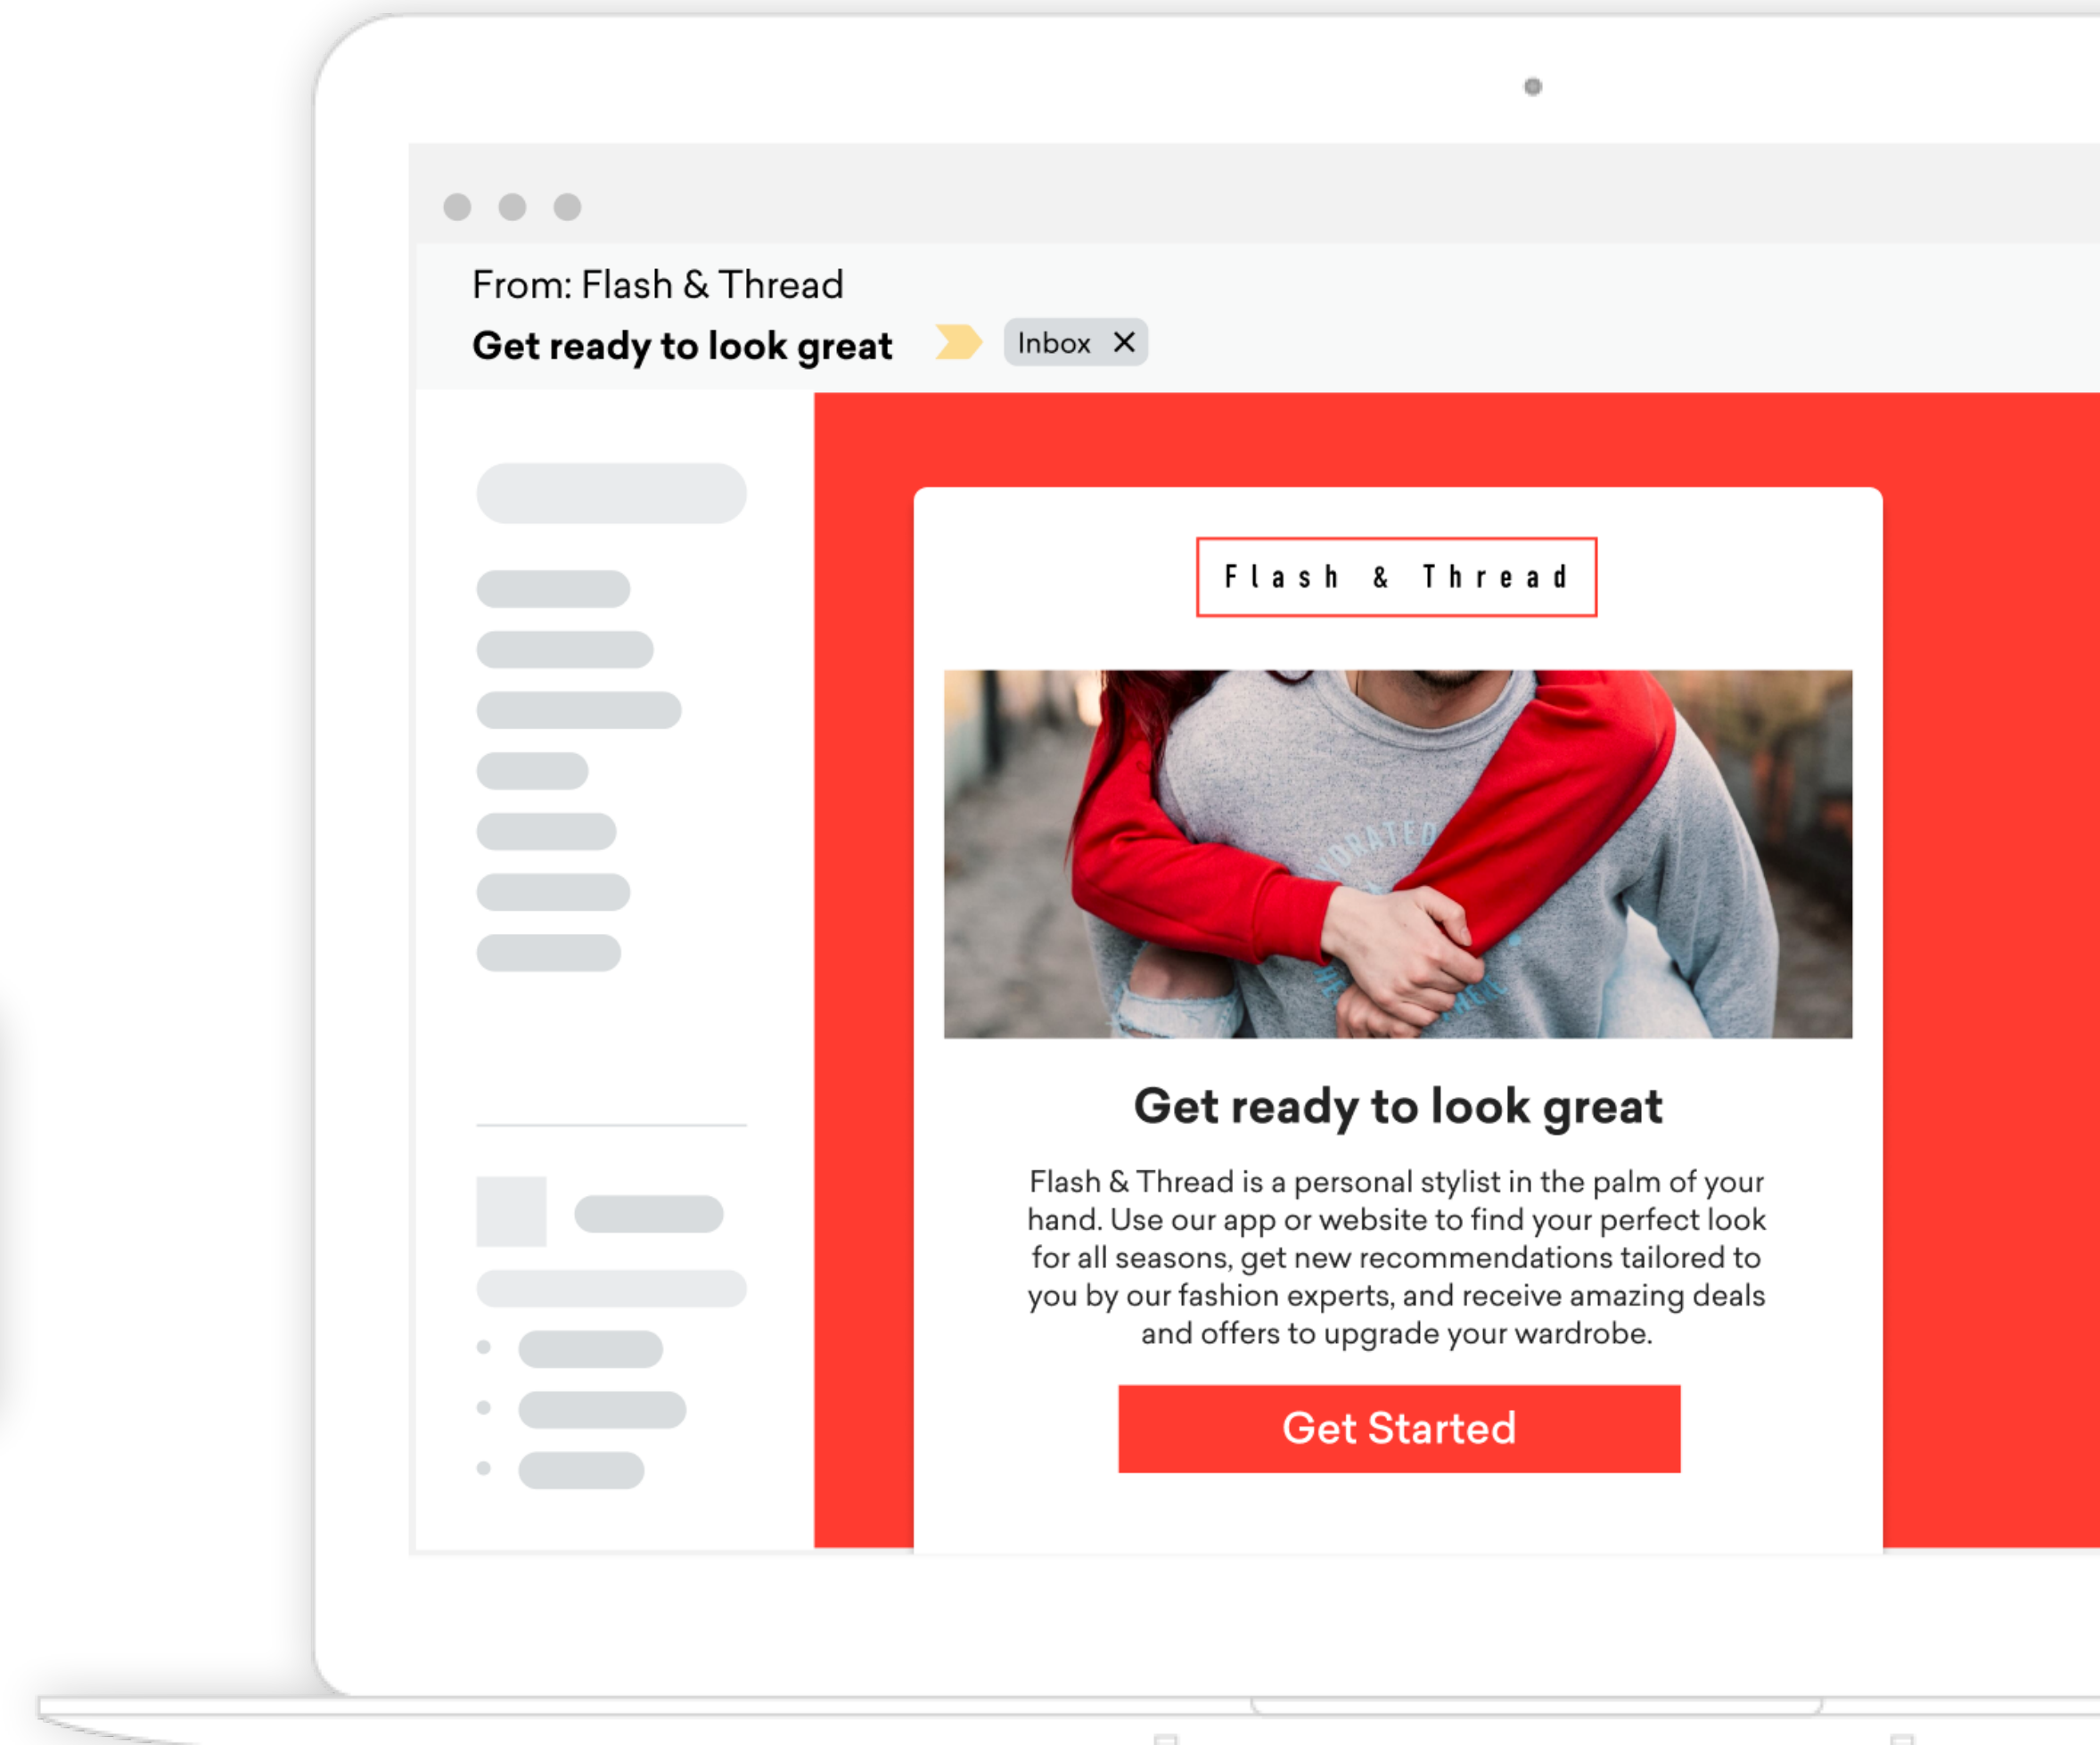 From: Flash & Thread
Get ready to look great
Inbox
Flash & Thread
Get ready to look great
Flash & Thread is a personal stylist in the palm of your
hand. Use our app or website to find your perfect look
for all seasons, get new recommendations tailored to
you by our fashion experts, and receive amazing deals
and offers to upgrade your wardrobe.
Get Started